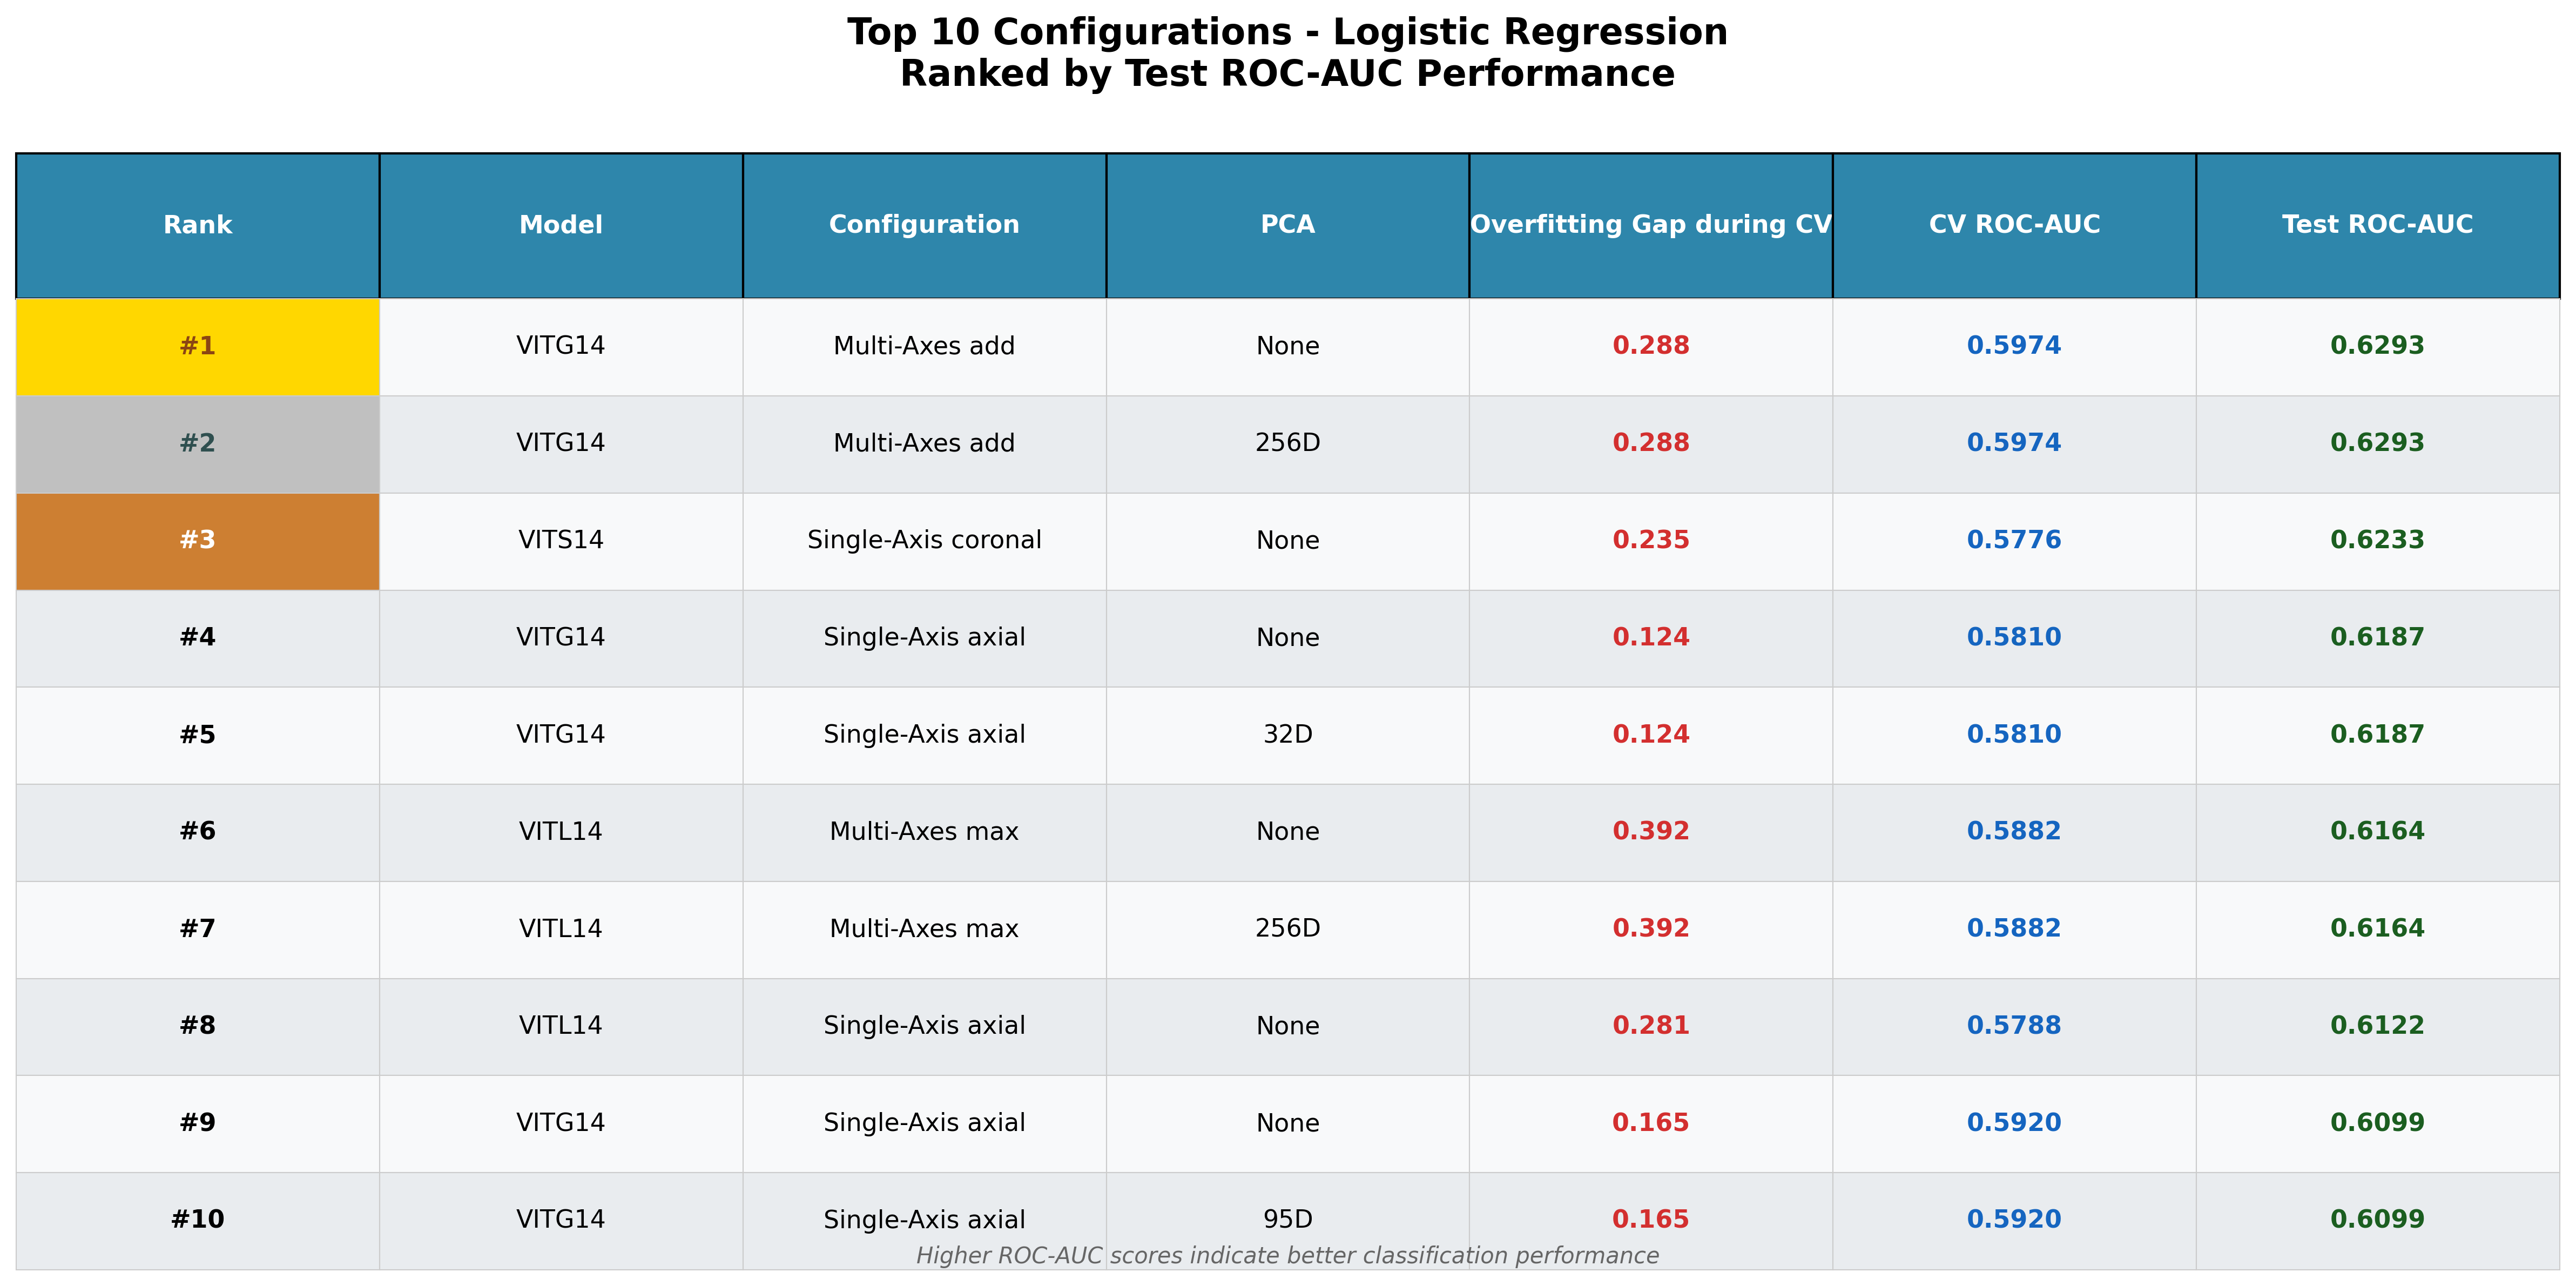 Top 10 Configurations - Logistic Regression
Ranked by Test ROC-AUC Performance
Rank Model Configuration PCA Overfitting Gap during CV CV ROC-AUC Test ROC-AUC
#1 VITG14 Multi-Axes add None 0.288 0.5974 0.6293
#2 VITG14 Multi-Axes add 256D 0.288 0.5974 0.6293
#3 VITS14 Single-Axis coronal None 0.235 0.5776 0.6233
#4 VITG14 Single-Axis axial None 0.124 0.5810 0.6187
#5 VITG14 Single-Axis axial 32D 0.124 0.5810 0.6187
#6 VITL14 Multi-Axes max None 0.392 0.5882 0.6164
#7 VITL14 Multi-Axes max 256D 0.392 0.5882 0.6164
#8 VITL14 Single-Axis axial None 0.281 0.5788 0.6122
#9 VITG14 Single-Axis axial None 0.165 0.5920 0.6099
#10 VITG14 Single-Axis axial 95D 0.165 0.5920 0.6099
Higher ROC-AUC scores indicate better classification performance